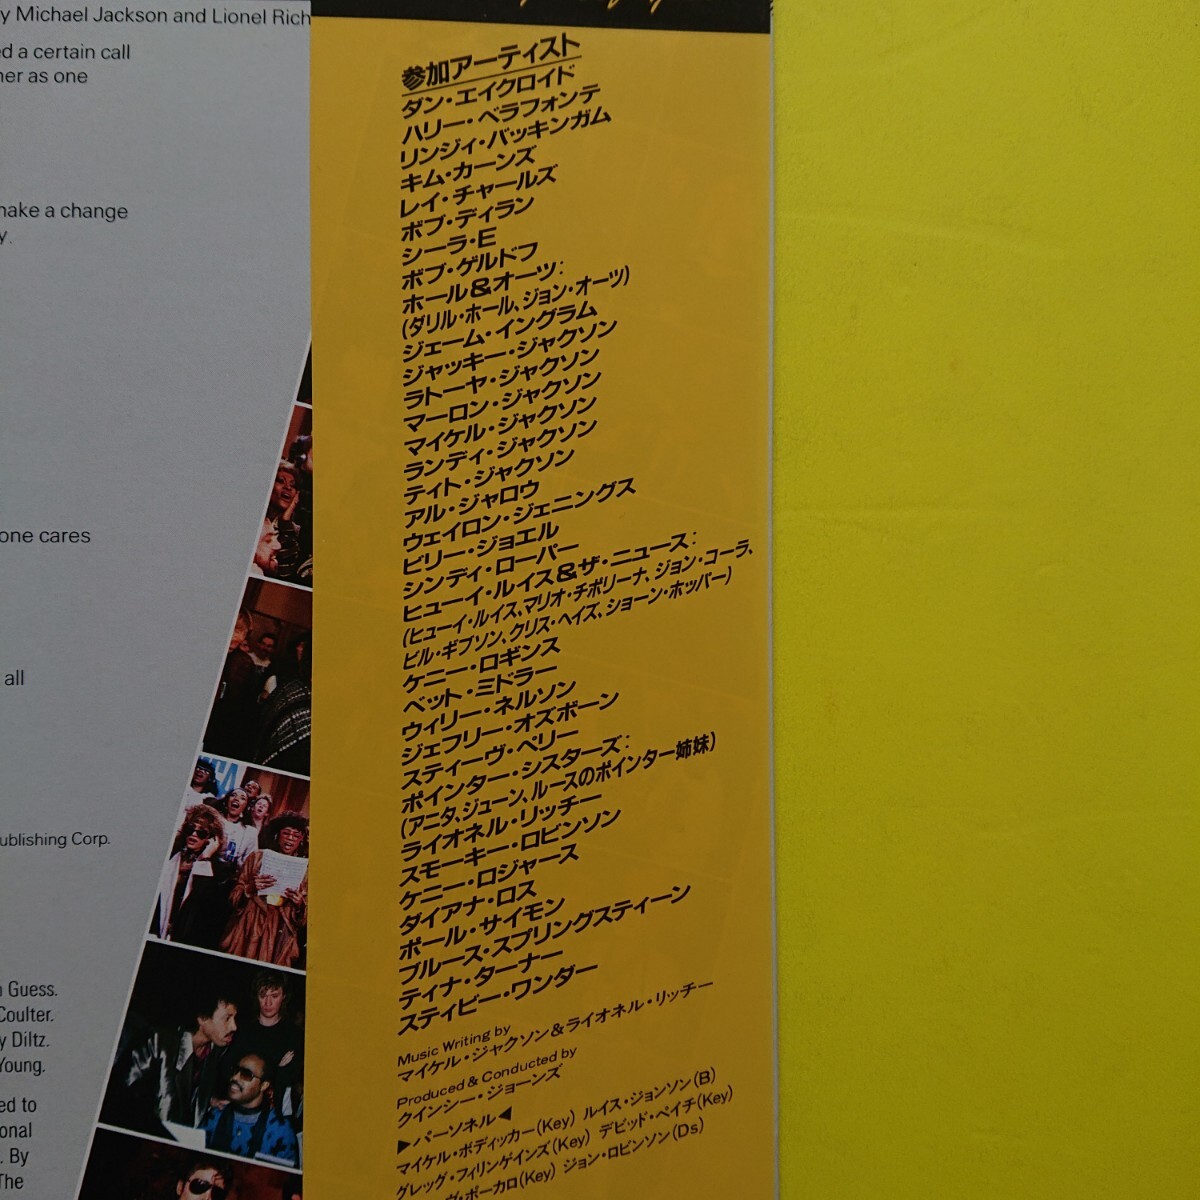 y Michael Jackson and Lionel Rich
ed a certain call
her as one
make a change
y.
one cares
all
ublishing Corp.
Guess.
Coulter.
y Diltz.
Young.
ed to
onal
. By
The
参加アーティスト
ダン・エイクロイド
ハリー・ベラフォンテ
リンジィ・バッキンガム
キム・カーンズ
レイ・チャールズ
ボブ・ディラン
シーラ・E
ボブ・ゲルドフ
ホール&オーツ:
(ダリル・ホール、ジョン・オーツ)
ジェーム・イングラム
ジャッキー・ジャクソン
ラトーヤ・ジャクソン
マーロン・ジャクソン
マイケル・ジャクソン
ランディ・ジャクソン
ティト・ジャクソン
アル・ジャロウ
ウェイロン・ジェニングス
ビリー・ジョエル
シンディ・ローパー
ヒューイ・ルイス&ザ・ニュース:
(ヒューイ・ルイス、マリオ・チポリーナ、ジョン・コーラ、
ビル・ギブソン、クリス・ヘイズ、ショーン・ホッパー)
ケニー・ロギンス
ベット・ミドラー
ウィリー・ネルソン
ジェフリー・オズボーン
スティーヴ・ペリー
ポインター・シスターズ:
(アニタ、ジューン、ルースのポインター姉妹)
ライオネル・リッチー
スモーキー・ロビンソン
ケニー・ロジャース
ダイアナ・ロス
ポール・サイモン
ブルース・スプリングスティーン
ティナ・ターナー
スティビー・ワンダー
Music Writing by
マイケル・ジャクソン&ライオネル・リッチー
Produced & Conducted by
クインシー・ジョーンズ
▶パーソネル◀
マイケル・ボディッカー(Key) ルイス・ジョンソン(B)
グレッグ・フィリンゲインズ(Key) デビッド・ペイチ(Key)
ヴ・ポーカロ(Key) ジョン・ロビンソン(Ds)